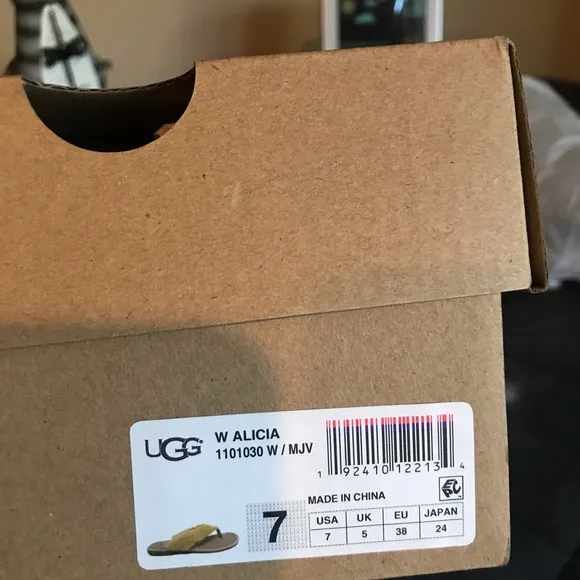 UGG
W ALICIA
1101030 W / MJV
1 92410 12213 4
MADE IN CHINA
7
USA UK EU JAPAN
7 5 38 24